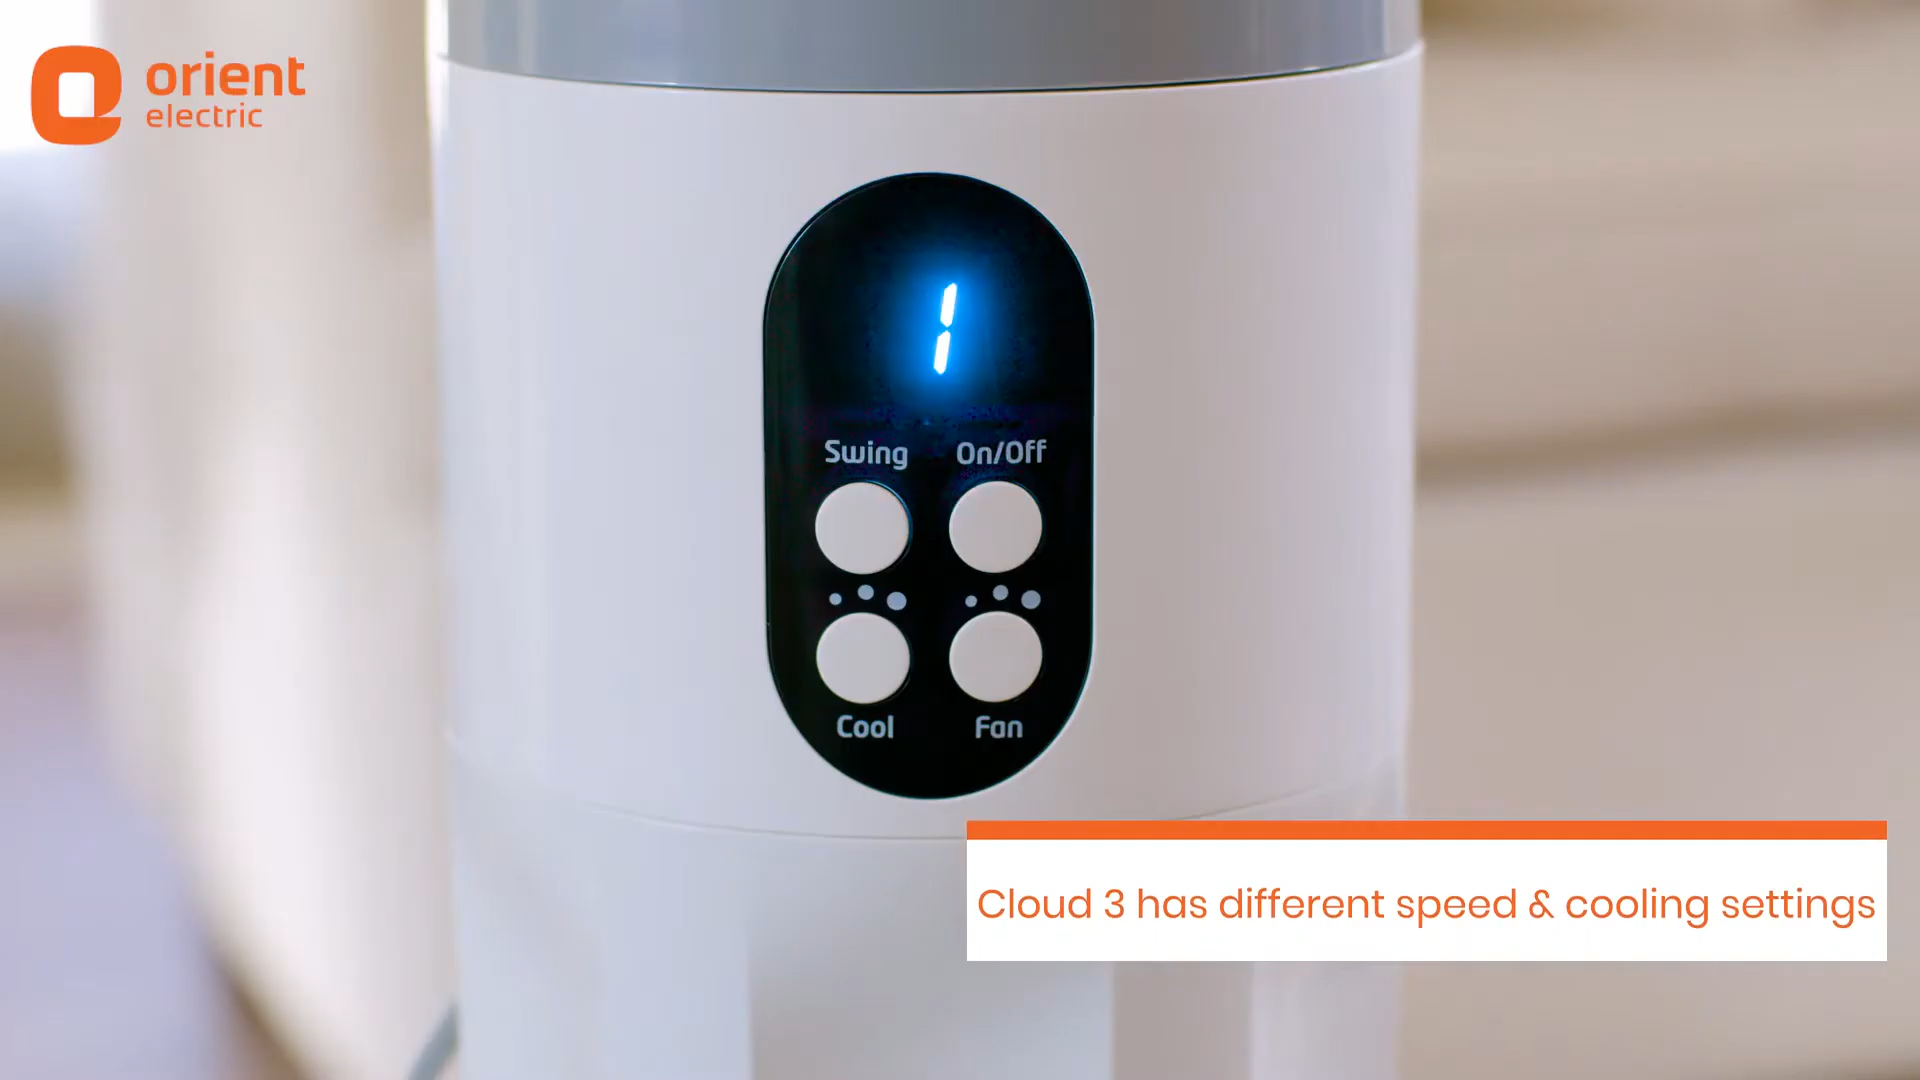 orient
electric
1
Swing On/Off
Cool Fan
Cloud 3 has different speed & cooling settings